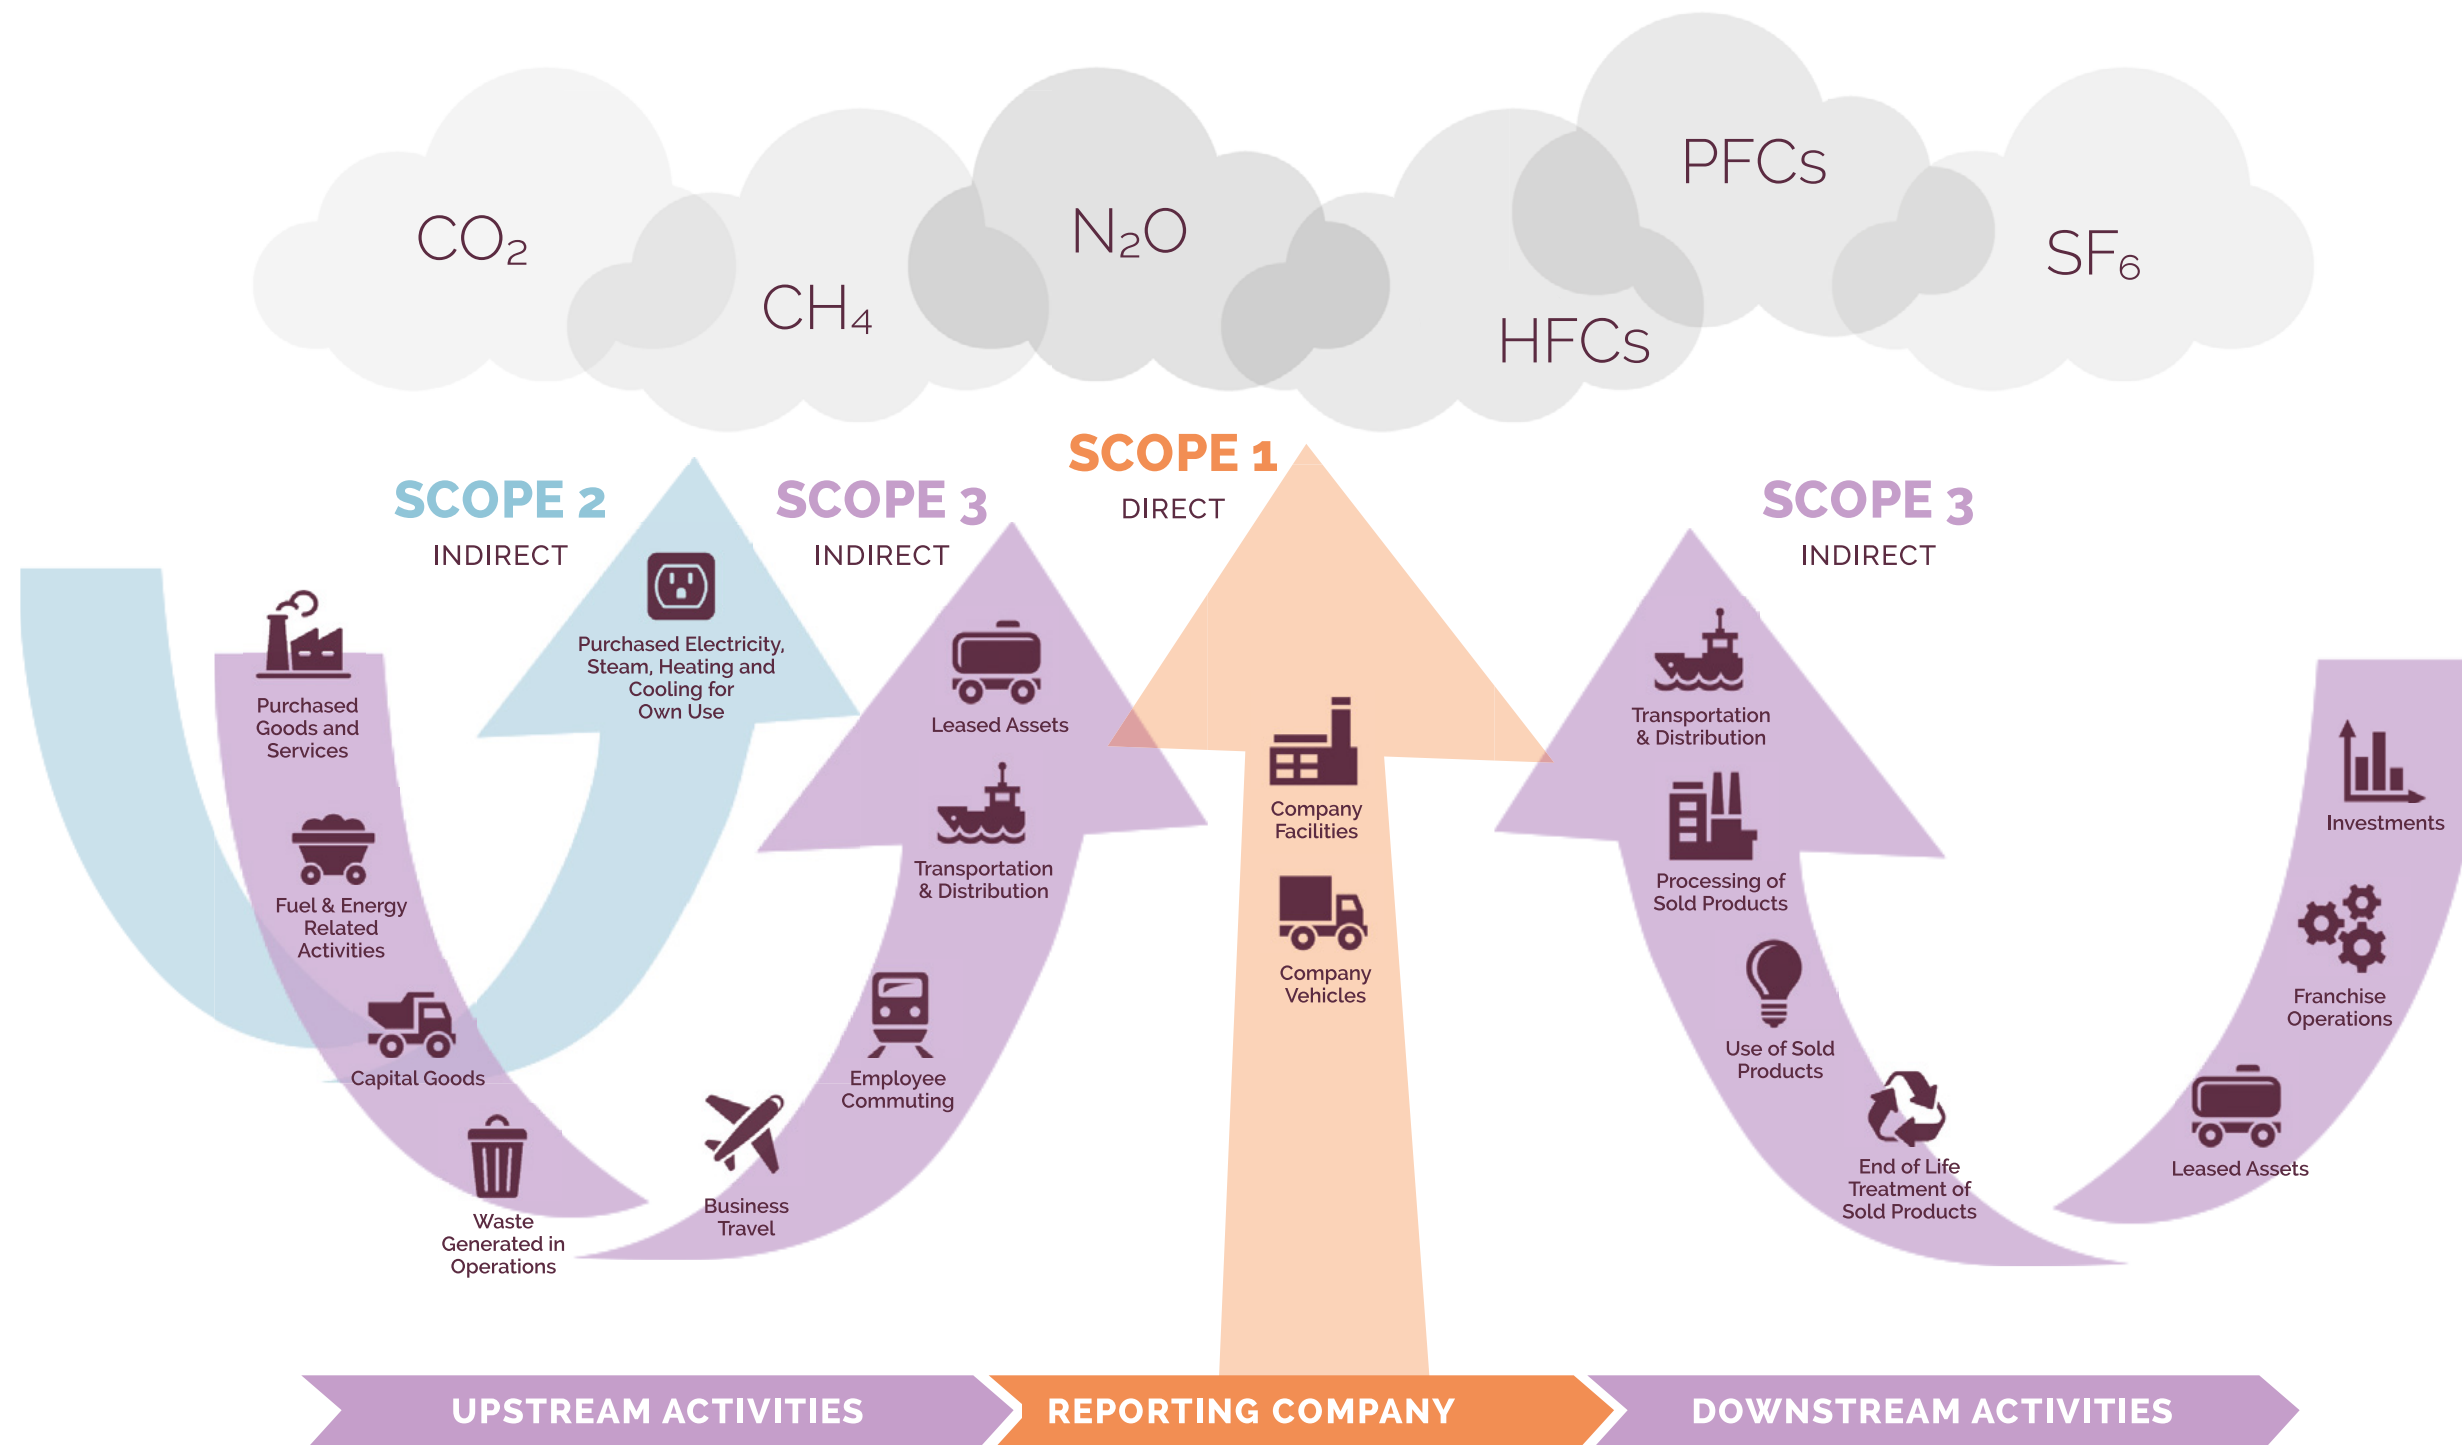 CO₂
CH₄
N₂O
HFCs
PFCs
SF₆
SCOPE 2
INDIRECT
SCOPE 3
INDIRECT
SCOPE 1
DIRECT
SCOPE 3
INDIRECT
Purchased Electricity,
Steam, Heating and
Cooling for
Own Use
Purchased
Goods and
Services
Fuel & Energy
Related
Activities
Capital Goods
Waste
Generated in
Operations
Business
Travel
Employee
Commuting
Transportation
& Distribution
Leased Assets
Company
Facilities
Company
Vehicles
Transportation
& Distribution
Processing of
Sold Products
Use of Sold
Products
End of Life
Treatment of
Sold Products
Leased Assets
Franchise
Operations
Investments
UPSTREAM ACTIVITIES
REPORTING COMPANY
DOWNSTREAM ACTIVITIES